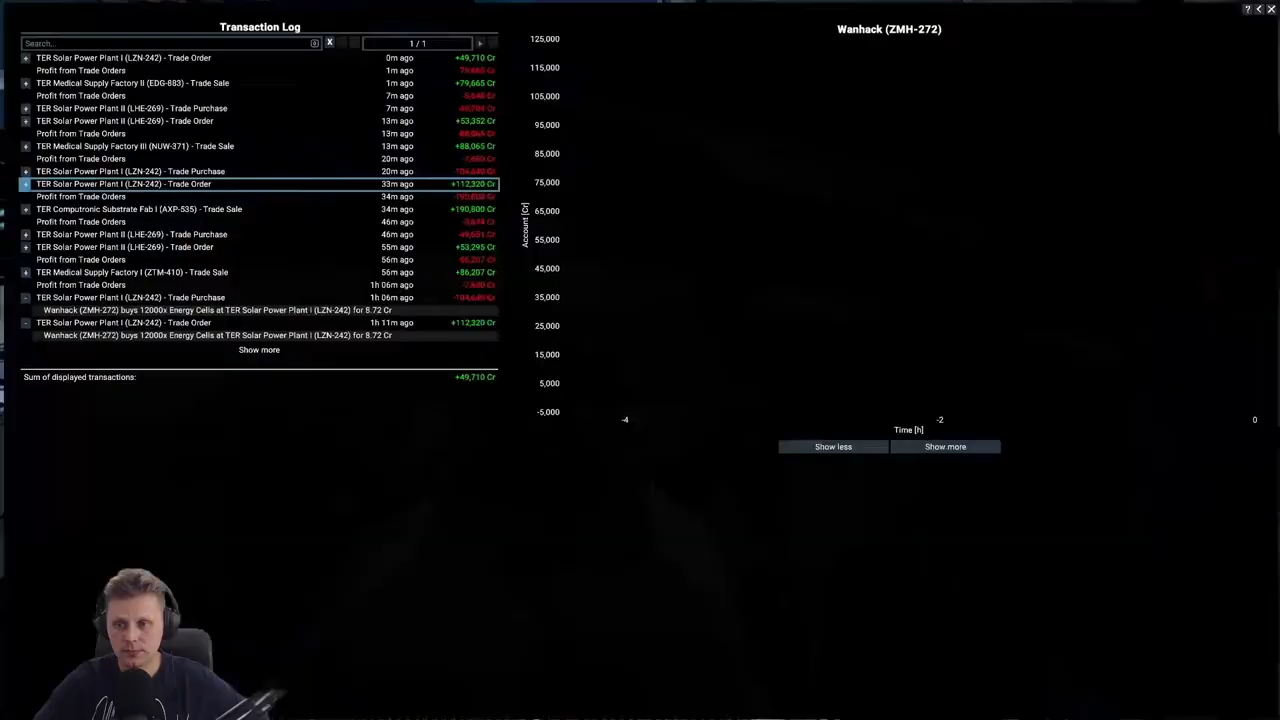 ? < X
Transaction Log
Wanhack (ZMH-272)
Search...
X
1 / 1
+ TER Solar Power Plant I (LZN-242) - Trade Order 0m ago +49,710 Cr
Profit from Trade Orders 1m ago -79,665 Cr
+ TER Medical Supply Factory II (EDG-883) - Trade Sale 1m ago +79,665 Cr
Profit from Trade Orders 7m ago
+ TER Solar Power Plant II (LHE-269) - Trade Purchase 7m ago
+ TER Solar Power Plant II (LHE-269) - Trade Order 13m ago +53,352 Cr
Profit from Trade Orders 13m ago -88,065 Cr
+ TER Medical Supply Factory III (NUW-371) - Trade Sale 13m ago +88,065 Cr
Profit from Trade Orders 20m ago
+ TER Solar Power Plant I (LZN-242) - Trade Purchase 20m ago -104,640 Cr
+ TER Solar Power Plant I (LZN-242) - Trade Order 33m ago +112,320 Cr
Profit from Trade Orders 34m ago
+ TER Computronic Substrate Fab I (AXP-535) - Trade Sale 34m ago +190,800 Cr
Profit from Trade Orders 46m ago
+ TER Solar Power Plant II (LHE-269) - Trade Purchase 46m ago
+ TER Solar Power Plant II (LHE-269) - Trade Order 55m ago +53,295 Cr
Profit from Trade Orders 56m ago -86,207 Cr
+ TER Medical Supply Factory I (ZTM-410) - Trade Sale 56m ago +86,207 Cr
Profit from Trade Orders 1h 06m ago
- TER Solar Power Plant I (LZN-242) - Trade Purchase 1h 06m ago -104,640 Cr
Wanhack (ZMH-272) buys 12000x Energy Cells at TER Solar Power Plant I (LZN-242) for 8.72 Cr
- TER Solar Power Plant I (LZN-242) - Trade Order 1h 11m ago +112,320 Cr
Wanhack (ZMH-272) buys 12000x Energy Cells at TER Solar Power Plant I (LZN-242) for 8.72 Cr
Show more
Sum of displayed transactions: +49,710 Cr
125,000
115,000
105,000
95,000
85,000
75,000
65,000
55,000
45,000
35,000
25,000
15,000
5,000
-5,000
Account [Cr]
-4 -2 0
Time [h]
Show less Show more